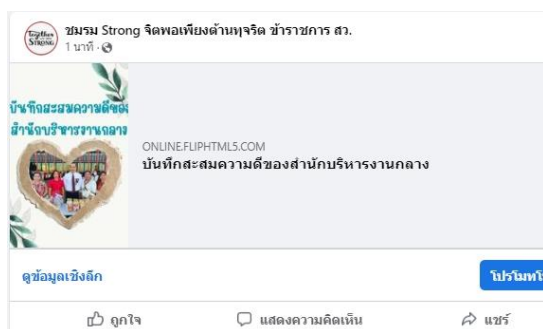 ชมรม Strong จิตพอเพียงต้านทุจริต ข้าราชการ สว.
1 นาที ·
Together
STRONG
บันทึกสะสมความดีของ
สำนักบริหารงานกลาง
ONLINE.FLIPHTML5.COM
บันทึกสะสมความดีของสำนักบริหารงานกลาง
ดูข้อมูลเชิงลึก
โปรโมทโ
ถูกใจ
แสดงความคิดเห็น
แชร์